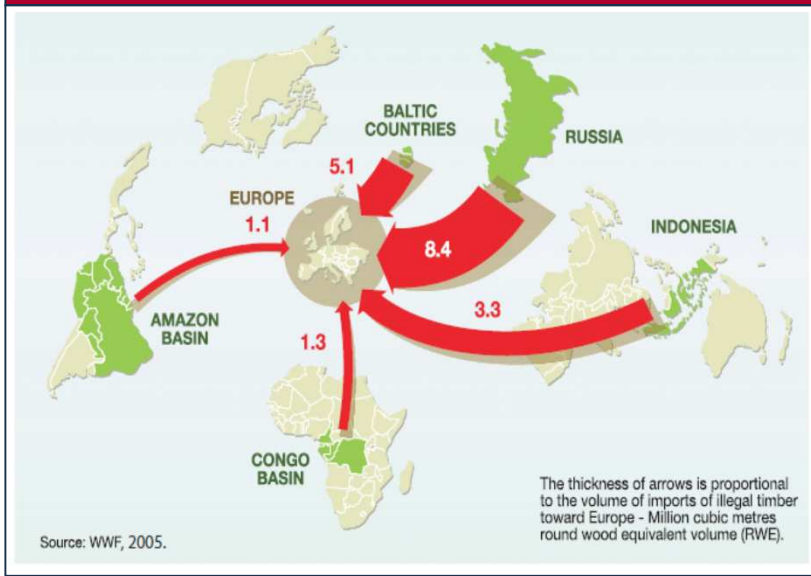 BALTIC
COUNTRIES
RUSSIA
5.1
EUROPE
1.1
8.4
INDONESIA
AMAZON
BASIN
3.3
1.3
CONGO
BASIN
The thickness of arrows is proportional
to the volume of imports of illegal timber
toward Europe - Million cubic metres
round wood equivalent volume (RWE).
Source: WWF, 2005.